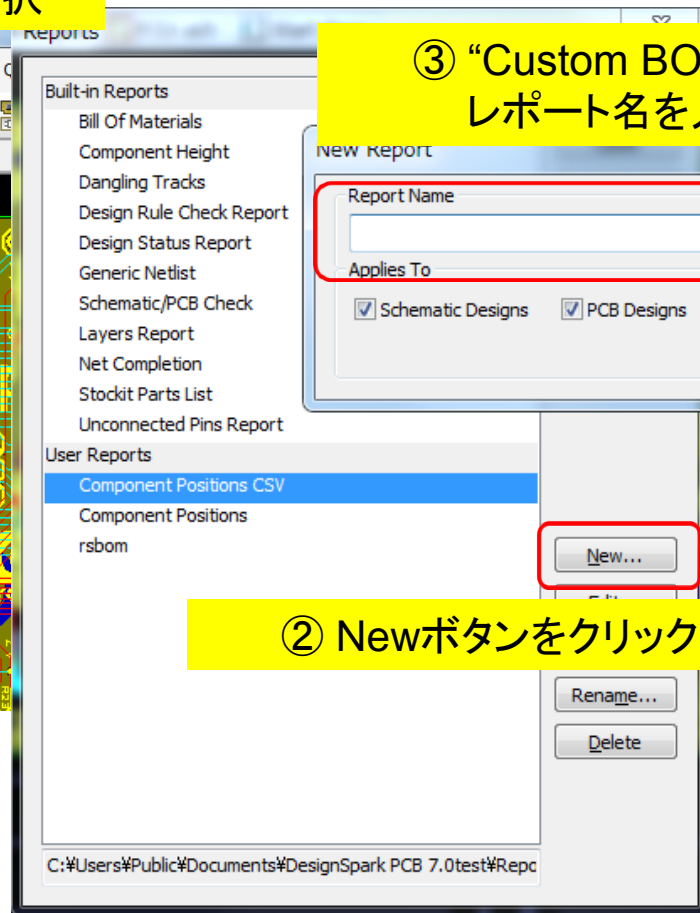 択
Reports
③ “Custom BO
レポート名を
Built-in Reports
Bill Of Materials
Component Height
Dangling Tracks
Design Rule Check Report
Design Status Report
Generic Netlist
Schematic/PCB Check
Layers Report
Net Completion
Stockit Parts List
Unconnected Pins Report
New Report
Report Name
Applies To
Schematic Designs
PCB Designs
User Reports
Component Positions CSV
Component Positions
rsbom
New...
② Newボタンをクリック
Rename...
Delete
C:¥Users¥Public¥Documents¥DesignSpark PCB 7.0test¥Repo